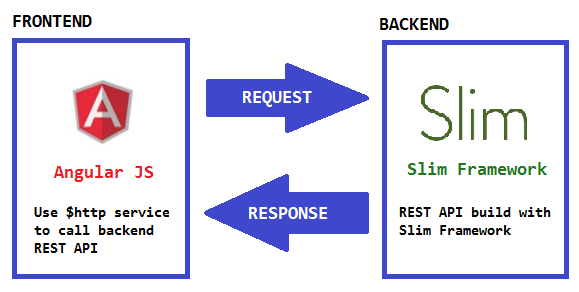 FRONTEND
A
Angular JS
Use $http service
to call backend
REST API
REQUEST
RESPONSE
BACKEND
Slim
Slim Framework
REST API build with
Slim Framework